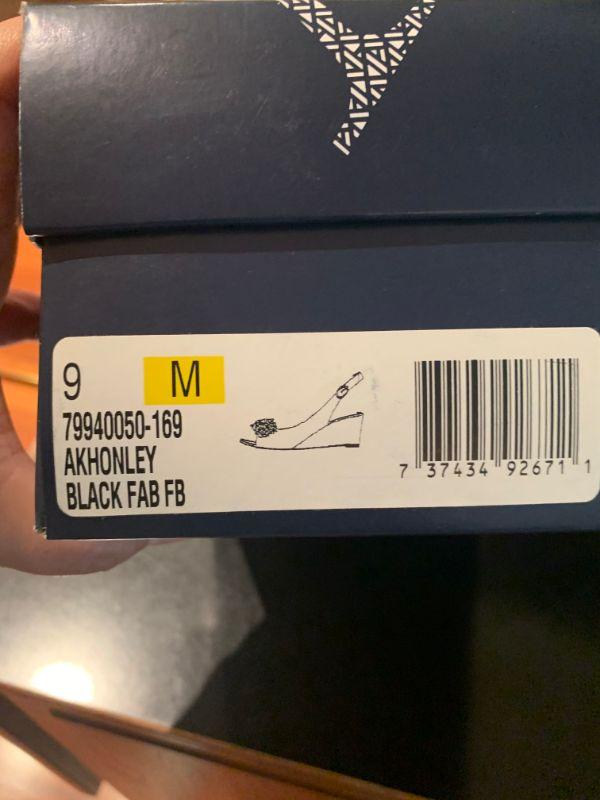 9 M
79940050-169
AKHONLEY
BLACK FAB FB
7 37434 92671 1